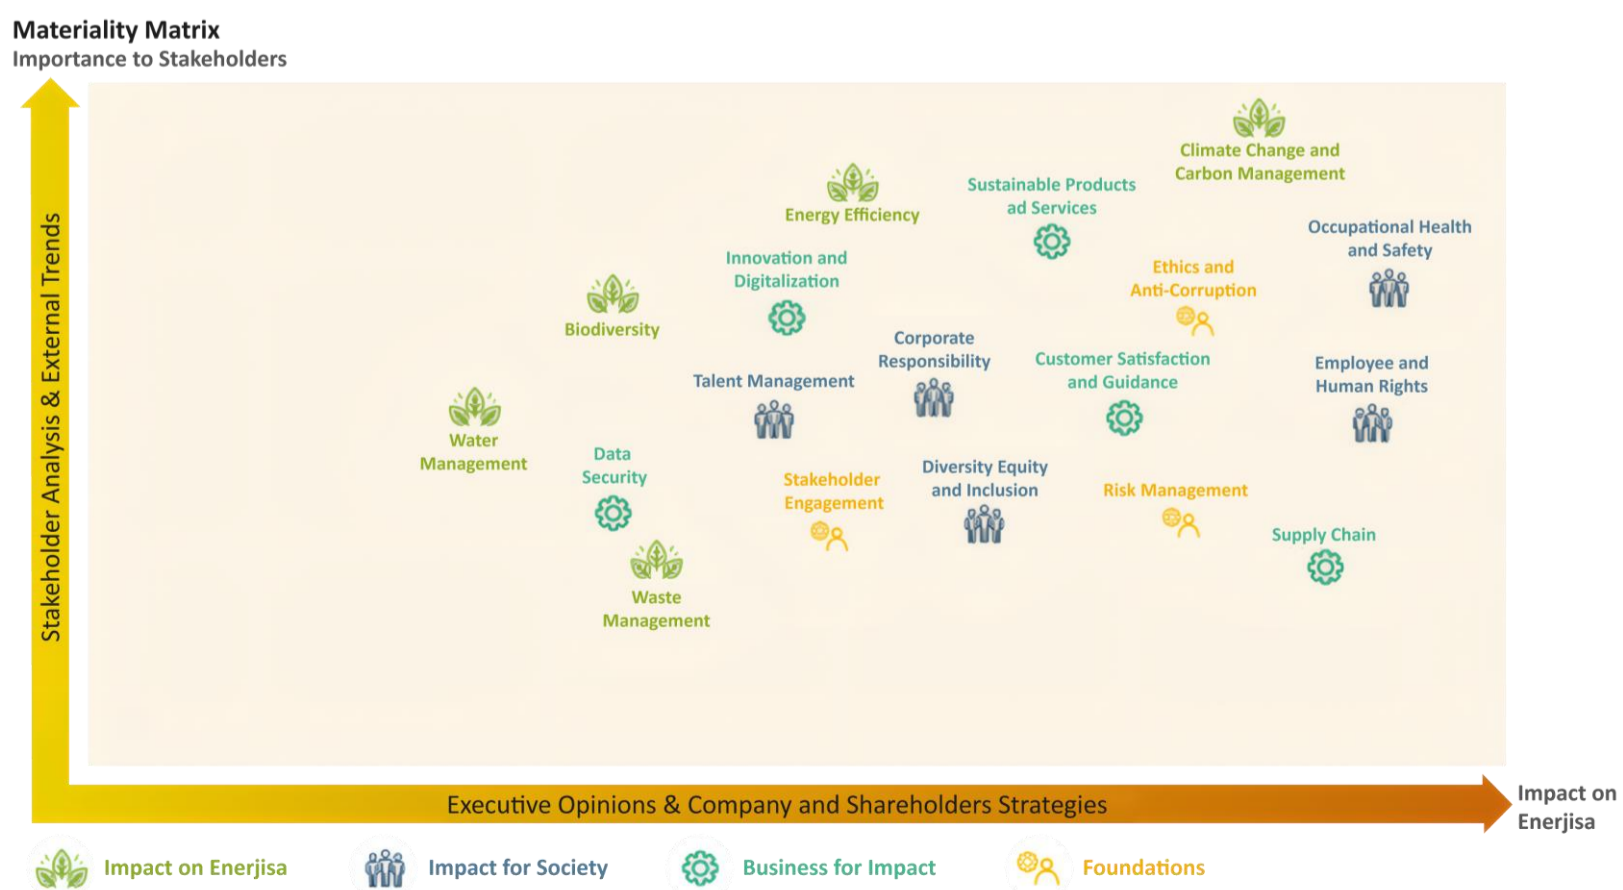 Materiality Matrix
Importance to Stakeholders
Stakeholder Analysis & External Trends
Climate Change and
Carbon Management
Sustainable Products
ad Services
Energy Efficiency
Occupational Health
and Safety
Innovation and
Digitalization
Ethics and
Anti-Corruption
Biodiversity
Corporate
Responsibility
Customer Satisfaction
and Guidance
Employee and
Human Rights
Talent Management
Water
Management
Data
Security
Stakeholder
Engagement
Diversity Equity
and Inclusion
Risk Management
Supply Chain
Waste
Management
Executive Opinions & Company and Shareholders Strategies
Impact on
Enerjisa
Impact on Enerjisa
Impact for Society
Business for Impact
Foundations